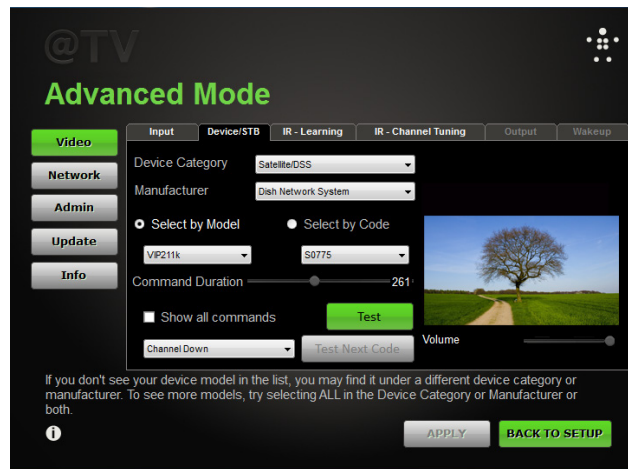 @TV
Advanced Mode
Video
Network
Admin
Update
Info
Input Device/STB IR - Learning IR - Channel Tuning Output Wakeup
Device Category Satellite/DSS
Manufacturer Dish Network System
Select by Model Select by Code
VIP211k S0775
Command Duration 261
Show all commands Test
Channel Down Test Next Code
Volume
If you don't see your device model in the list, you may find it under a different device category or
manufacturer. To see more models, try selecting ALL in the Device Category or Manufacturer or
both.
i APPLY BACK TO SETUP